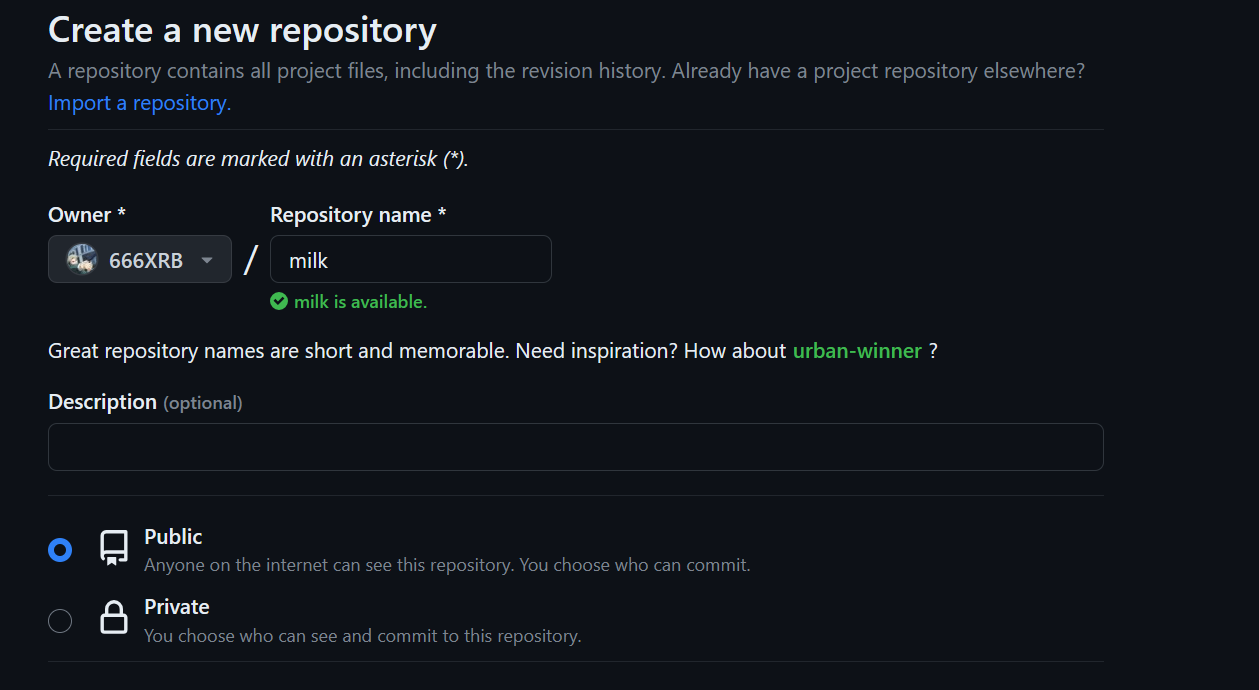 Create a new repository
A repository contains all project files, including the revision history. Already have a project repository elsewhere?
Import a repository.
Required fields are marked with an asterisk (*).
Owner * Repository name *
666XRB / milk
milk is available.
Great repository names are short and memorable. Need inspiration? How about urban-winner ?
Description (optional)
Public
Anyone on the internet can see this repository. You choose who can commit.
Private
You choose who can see and commit to this repository.